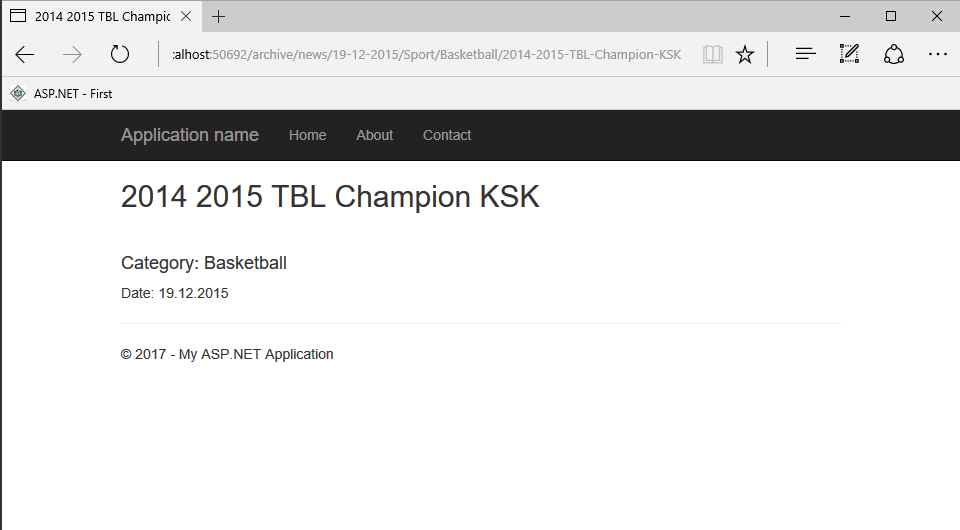 2014 2015 TBL Champic
:alhost:50692/archive/news/19-12-2015/Sport/Basketball/2014-2015-TBL-Champion-KSK
ASP.NET - First
Application name Home About Contact
2014 2015 TBL Champion KSK
Category: Basketball
Date: 19.12.2015
© 2017 - My ASP.NET Application